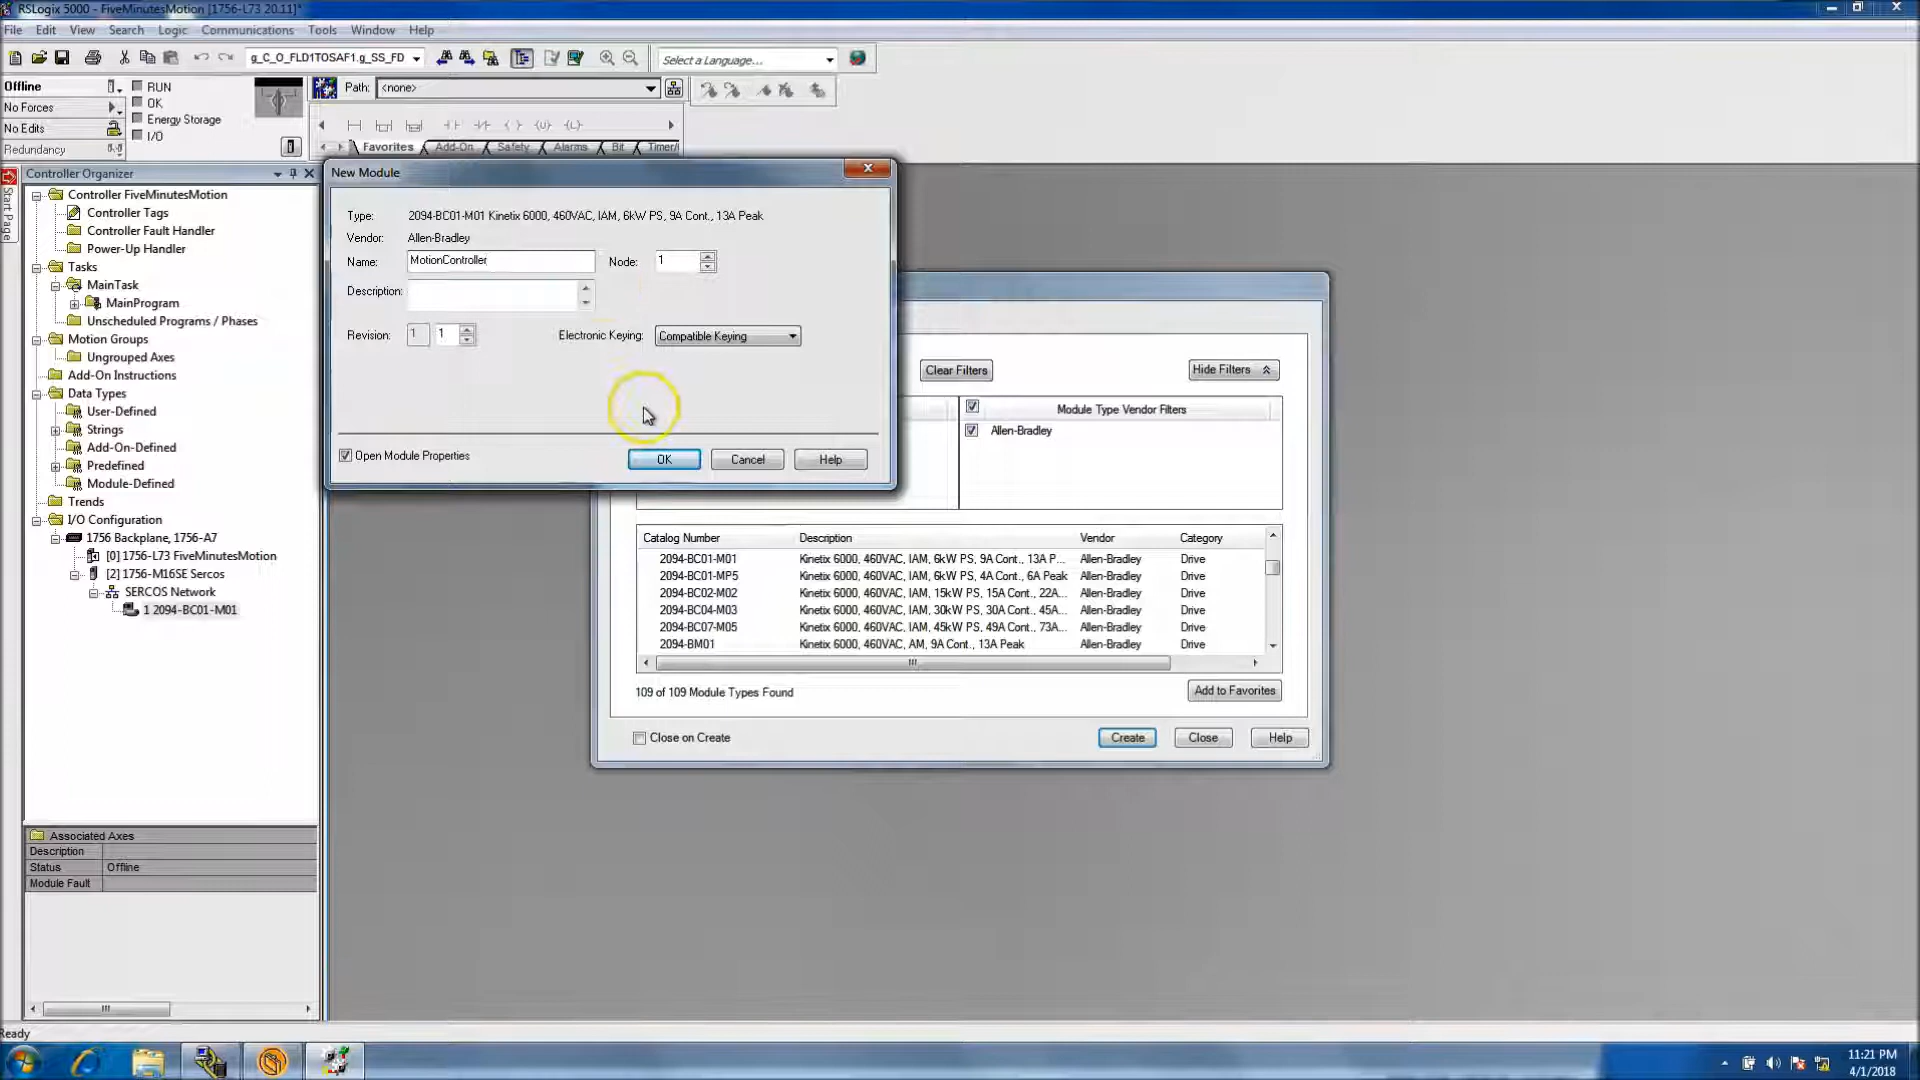 RSLogix 5000 - FiveMinutesMotion [1756-L73 20.11]*
File Edit View Search Logic Communications Tools Window Help
g_C_O_FLD1TOSAF1.g_SS_FD
Select a Language...
Offline
RUN
Path: <none>
No Forces
OK
Energy Storage
No Edits
I/O
Redundancy
Favorites Add-On Safety Alarms Bit Timer/
Start Page
Controller Organizer
Controller FiveMinutesMotion
Controller Tags
Controller Fault Handler
Power-Up Handler
Tasks
MainTask
MainProgram
Unscheduled Programs / Phases
Motion Groups
Ungrouped Axes
Add-On Instructions
Data Types
User-Defined
Strings
Add-On-Defined
Predefined
Module-Defined
Trends
I/O Configuration
1756 Backplane, 1756-A7
[0] 1756-L73 FiveMinutesMotion
[2] 1756-M16SE Sercos
SERCOS Network
1 2094-BC01-M01
Associated Axes
Description
Status Offline
Module Fault
New Module
Type: 2094-BC01-M01 Kinetix 6000, 460VAC, IAM, 6kW PS, 9A Cont., 13A Peak
Vendor: Allen-Bradley
Name: MotionController Node: 1
Description:
Revision: 1 1 Electronic Keying: Compatible Keying
Open Module Properties OK Cancel Help
Clear Filters Hide Filters
Module Type Vendor Filters
Allen-Bradley
Catalog Number Description Vendor Category
2094-BC01-M01 Kinetix 6000, 460VAC, IAM, 6kW PS, 9A Cont., 13A P... Allen-Bradley Drive
2094-BC01-MP5 Kinetix 6000, 460VAC, IAM, 6kW PS, 4A Cont., 6A Peak Allen-Bradley Drive
2094-BC02-M02 Kinetix 6000, 460VAC, IAM, 15kW PS, 15A Cont., 22A... Allen-Bradley Drive
2094-BC04-M03 Kinetix 6000, 460VAC, IAM, 30kW PS, 30A Cont., 45A... Allen-Bradley Drive
2094-BC07-M05 Kinetix 6000, 460VAC, IAM, 45kW PS, 49A Cont., 73A... Allen-Bradley Drive
2094-BM01 Kinetix 6000, 460VAC, AM, 9A Cont., 13A Peak Allen-Bradley Drive
109 of 109 Module Types Found Add to Favorites
Close on Create Create Close Help
Ready
11:21 PM
4/1/2018